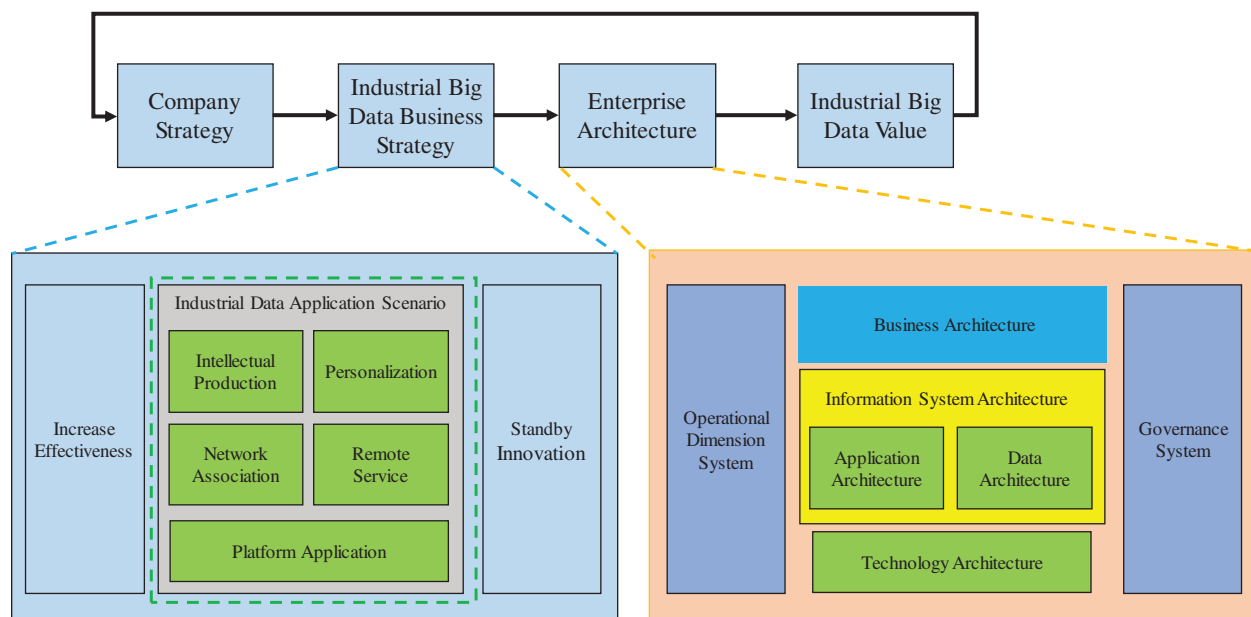 Company
Strategy
Industrial Big
Data Business
Strategy
Enterprise
Architecture
Industrial Big
Data Value
Increase
Effectiveness
Industrial Data Application Scenario
Intellectual
Production
Personalization
Network
Association
Remote
Service
Platform Application
Standby
Innovation
Operational
Dimension
System
Business Architecture
Information System Architecture
Application
Architecture
Data
Architecture
Technology Architecture
Governance
System